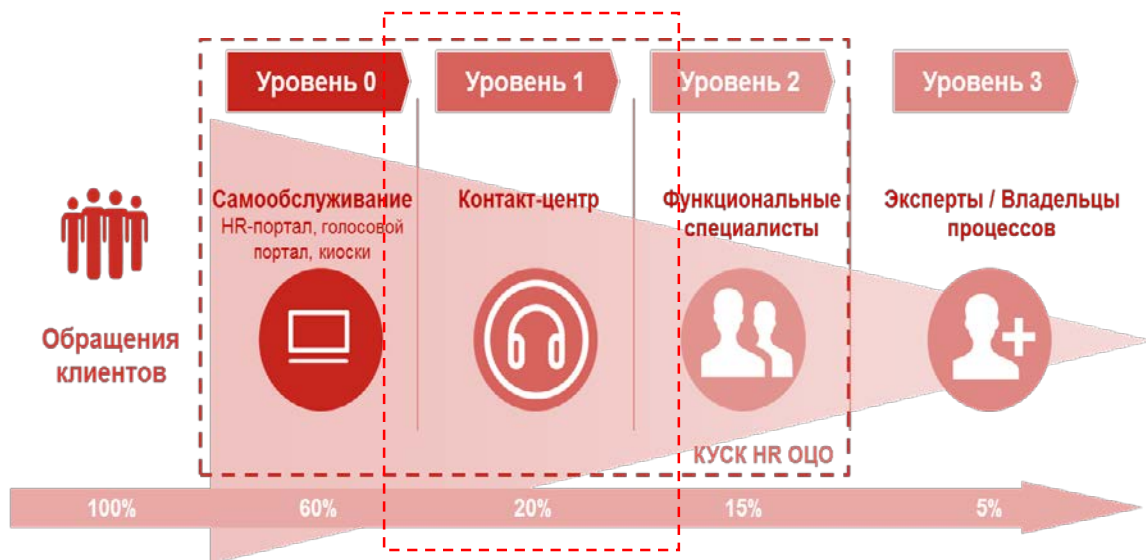 Уровень 0
Уровень 1
Уровень 2
Уровень 3
Самообслуживание
HR-портал, голосовой
портал, киоски
Контакт-центр
Функциональные
специалисты
Эксперты / Владельцы
процессов
Обращения
клиентов
КУСК HR ОЦО
100%
60%
20%
15%
5%